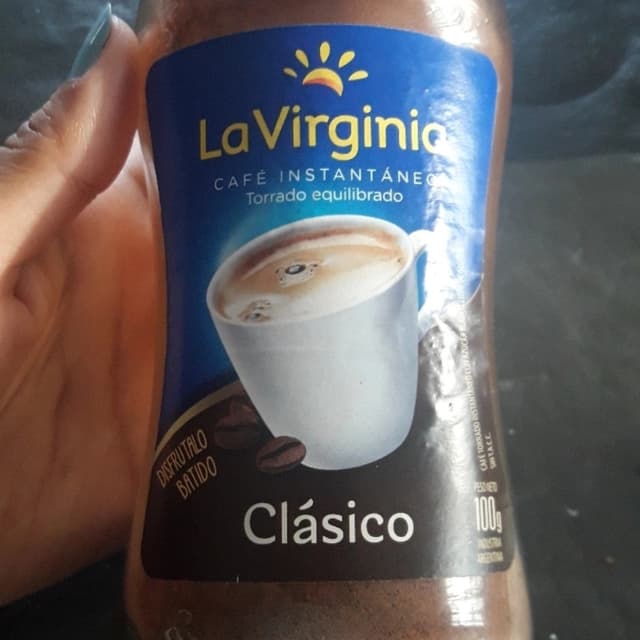 La Virginia
CAFÉ INSTANTÁNEO
Torrado equilibrado
DISFRUTALO
BATIDO
Clásico
PESO NETO
100g
INDUSTRIA
ARGENTINA